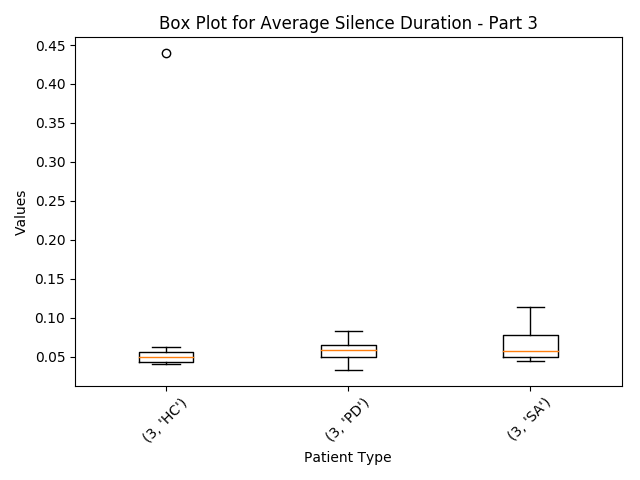 Box Plot for Average Silence Duration - Part 3
0.45
0.40
0.35
0.30
0.25
0.20
0.15
0.10
0.05
Values
(3, 'HC')
(3, 'PD')
(3, 'SA')
Patient Type